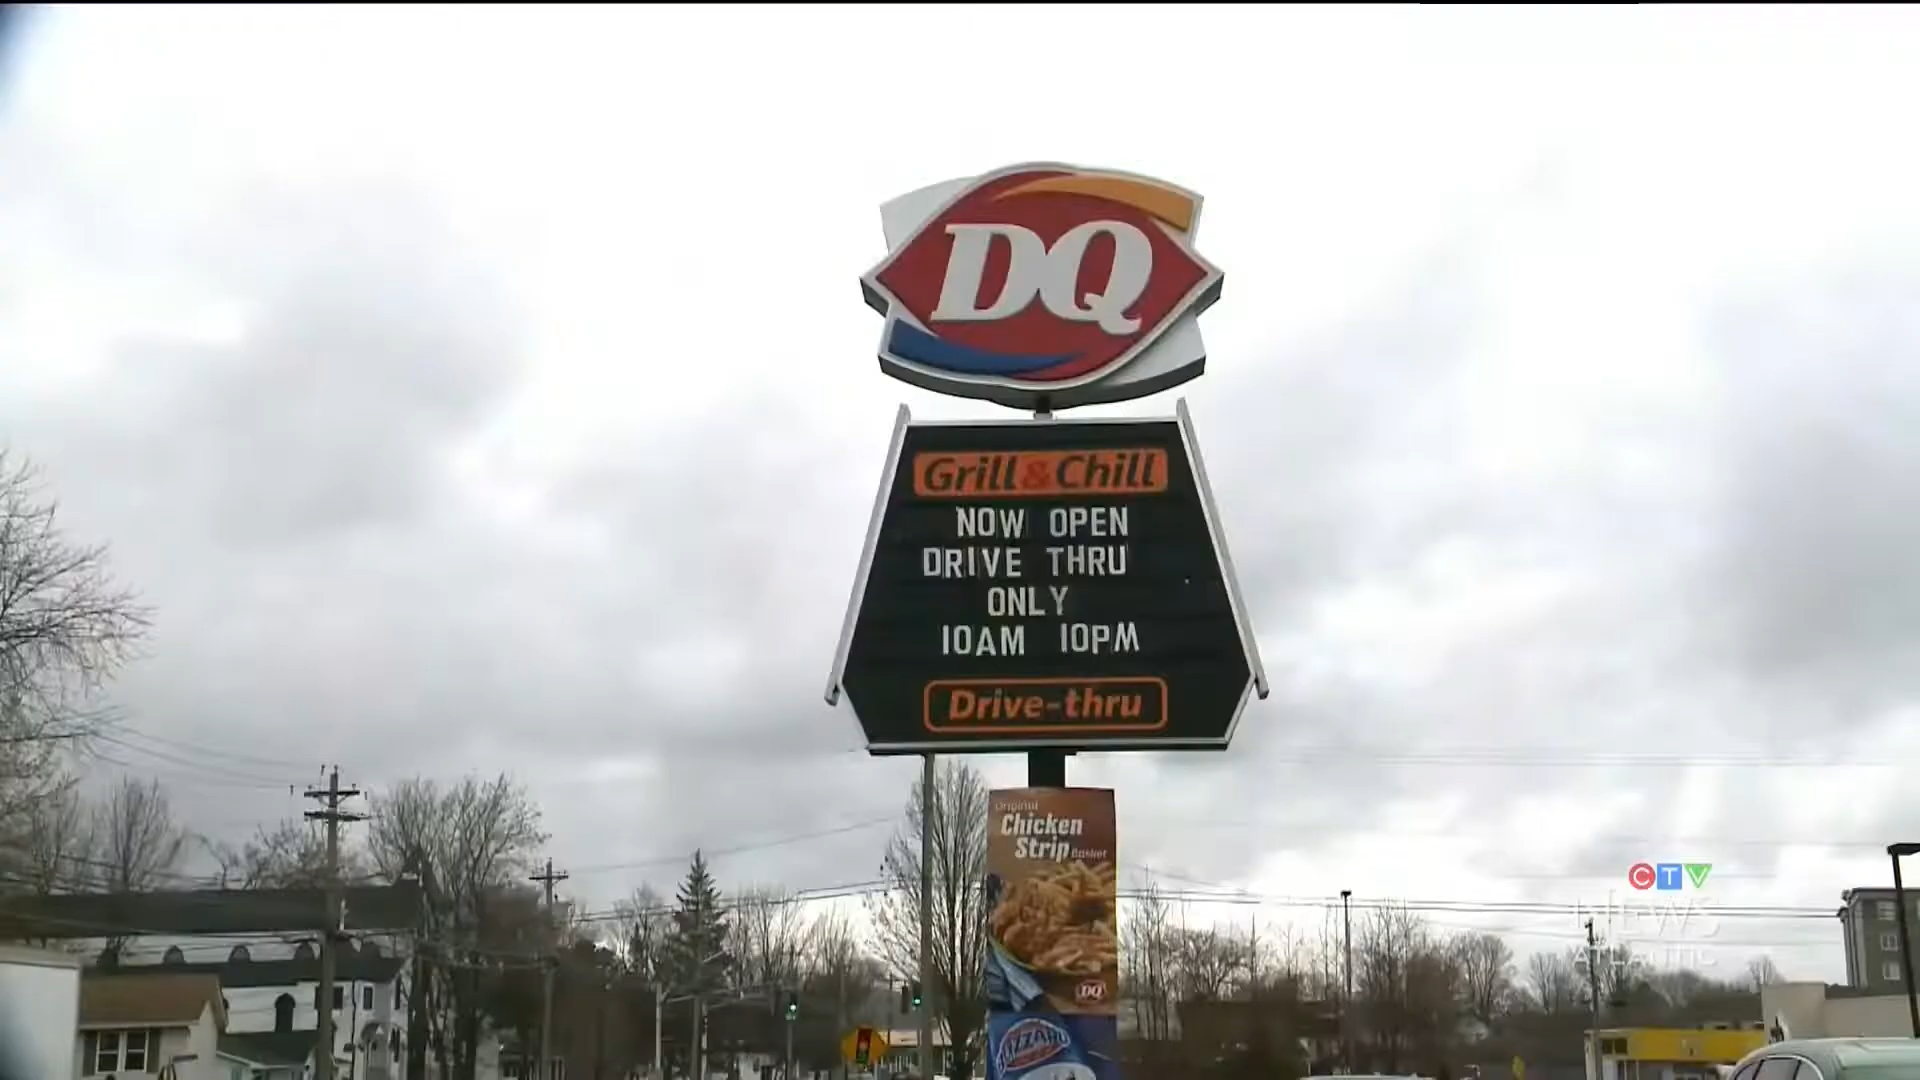 DQ
Grill & Chill
NOW OPEN
DRIVE THRU
ONLY
10AM 10PM
Drive-thru
Original
Chicken
Strip Basket
DQ
BLIZZARD
CTV
NEWS
ATLANTIC